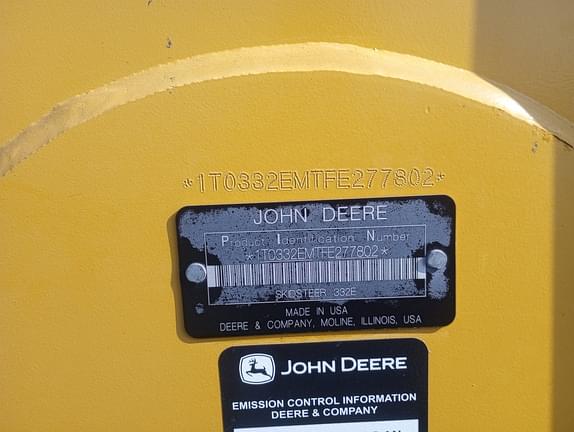 *1T0332EMTFE277802*
JOHN DEERE
Product Identification Number
*1T0332EMTFE277802*
SKIDSTEER 332E
MADE IN USA
DEERE & COMPANY, MOLINE, ILLINOIS, USA
JOHN DEERE
EMISSION CONTROL INFORMATION
DEERE & COMPANY